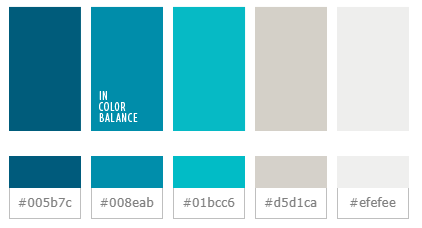 IN
COLOR
BALANCE
#005b7c #008eab #01bcc6 #d5d1ca #efefee